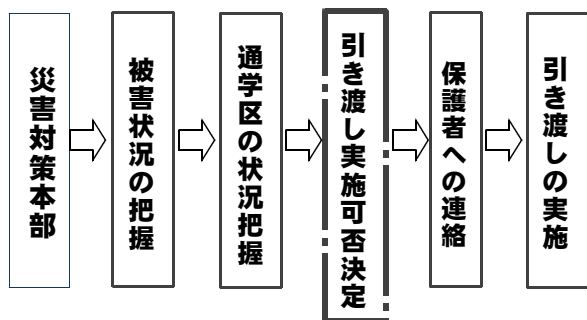 災害対策本部
被害状況の把握
通学区の状況把握
引き渡し実施可否決定
保護者への連絡
引き渡しの実施